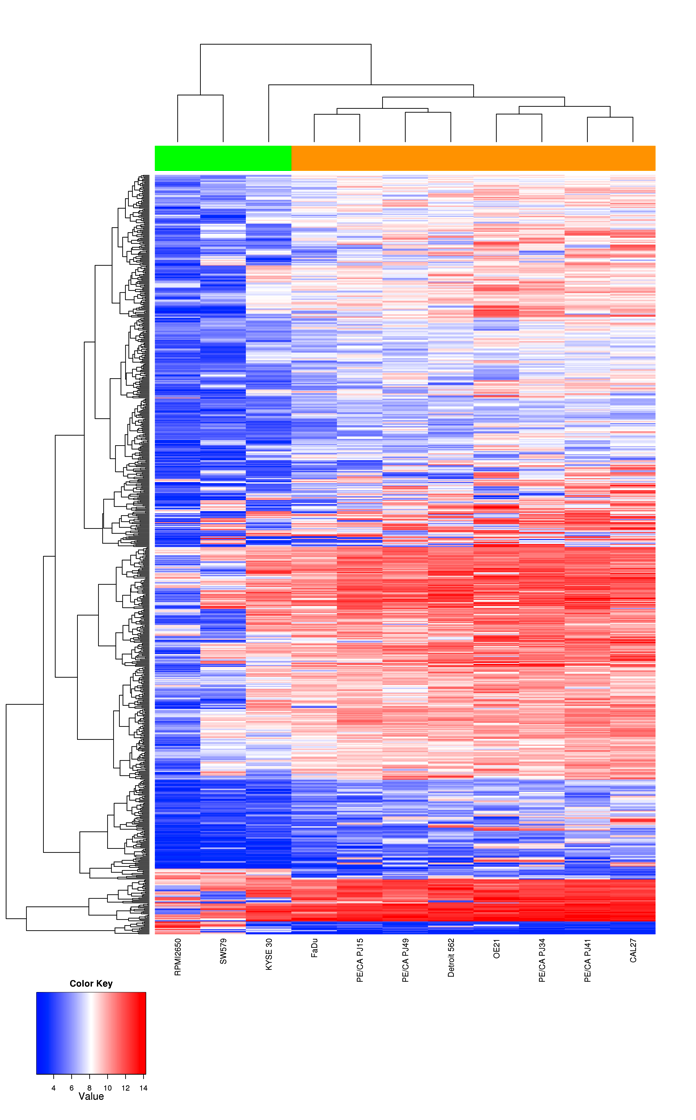 RPMI2650
SW579
KYSE 30
FaDu
PE/CA PJ15
PE/CA PJ49
Detroit 562
OE21
PE/CA PJ34
PE/CA PJ41
CAL27
Color Key
4 6 8 10 12 14
Value